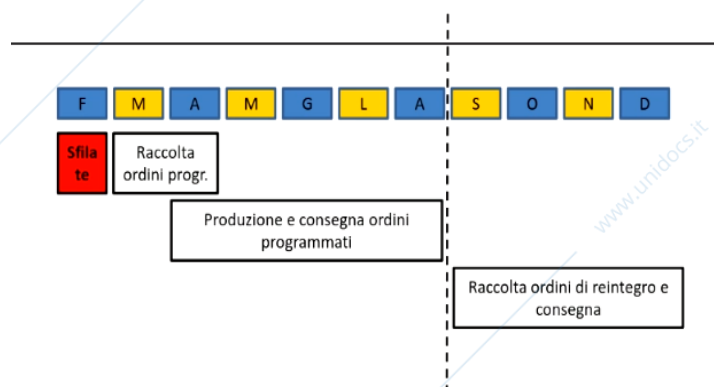 F M A M G L A S O N D
Sfila
te
Raccolta
ordini progr.
Produzione e consegna ordini
programmati
Raccolta ordini di reintegro e
consegna
www.unidocs.it